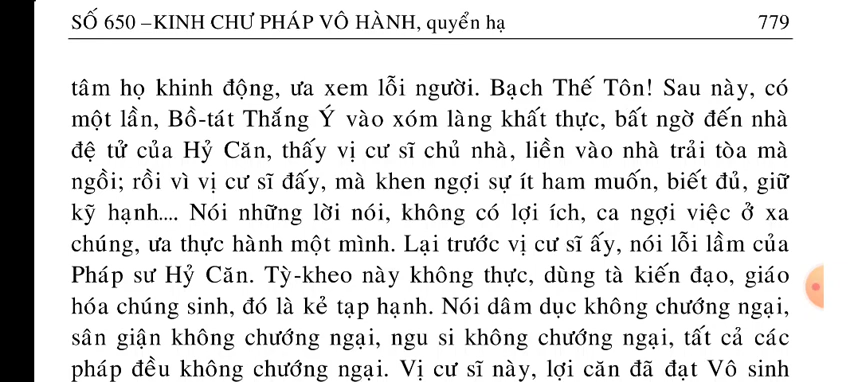 SỐ 650 –KINH CHƯ PHÁP VÔ HÀNH, quyển hạ 779
tâm họ khinh động, ưa xem lỗi người. Bạch Thế Tôn! Sau này, có
một lần, Bồ-tát Thắng Ý vào xóm làng khất thực, bất ngờ đến nhà
đệ tử của Hỷ Căn, thấy vị cư sĩ chủ nhà, liền vào nhà trải tòa mà
ngồi; rồi vì vị cư sĩ đấy, mà khen ngợi sự ít ham muốn, biết đủ, giữ
kỹ hạnh.... Nói những lời nói, không có lợi ích, ca ngợi việc ở xa
chúng, ưa thực hành một mình. Lại trước vị cư sĩ ấy, nói lỗi lầm của
Pháp sư Hỷ Căn. Tỳ-kheo này không thực, dùng tà kiến đạo, giáo
hóa chúng sinh, đó là kẻ tạp hạnh. Nói dâm dục không chướng ngại,
sân giận không chướng ngại, ngu si không chướng ngại, tất cả các
pháp đều không chướng ngại. Vị cư sĩ này, lợi căn đã đạt Vô sinh